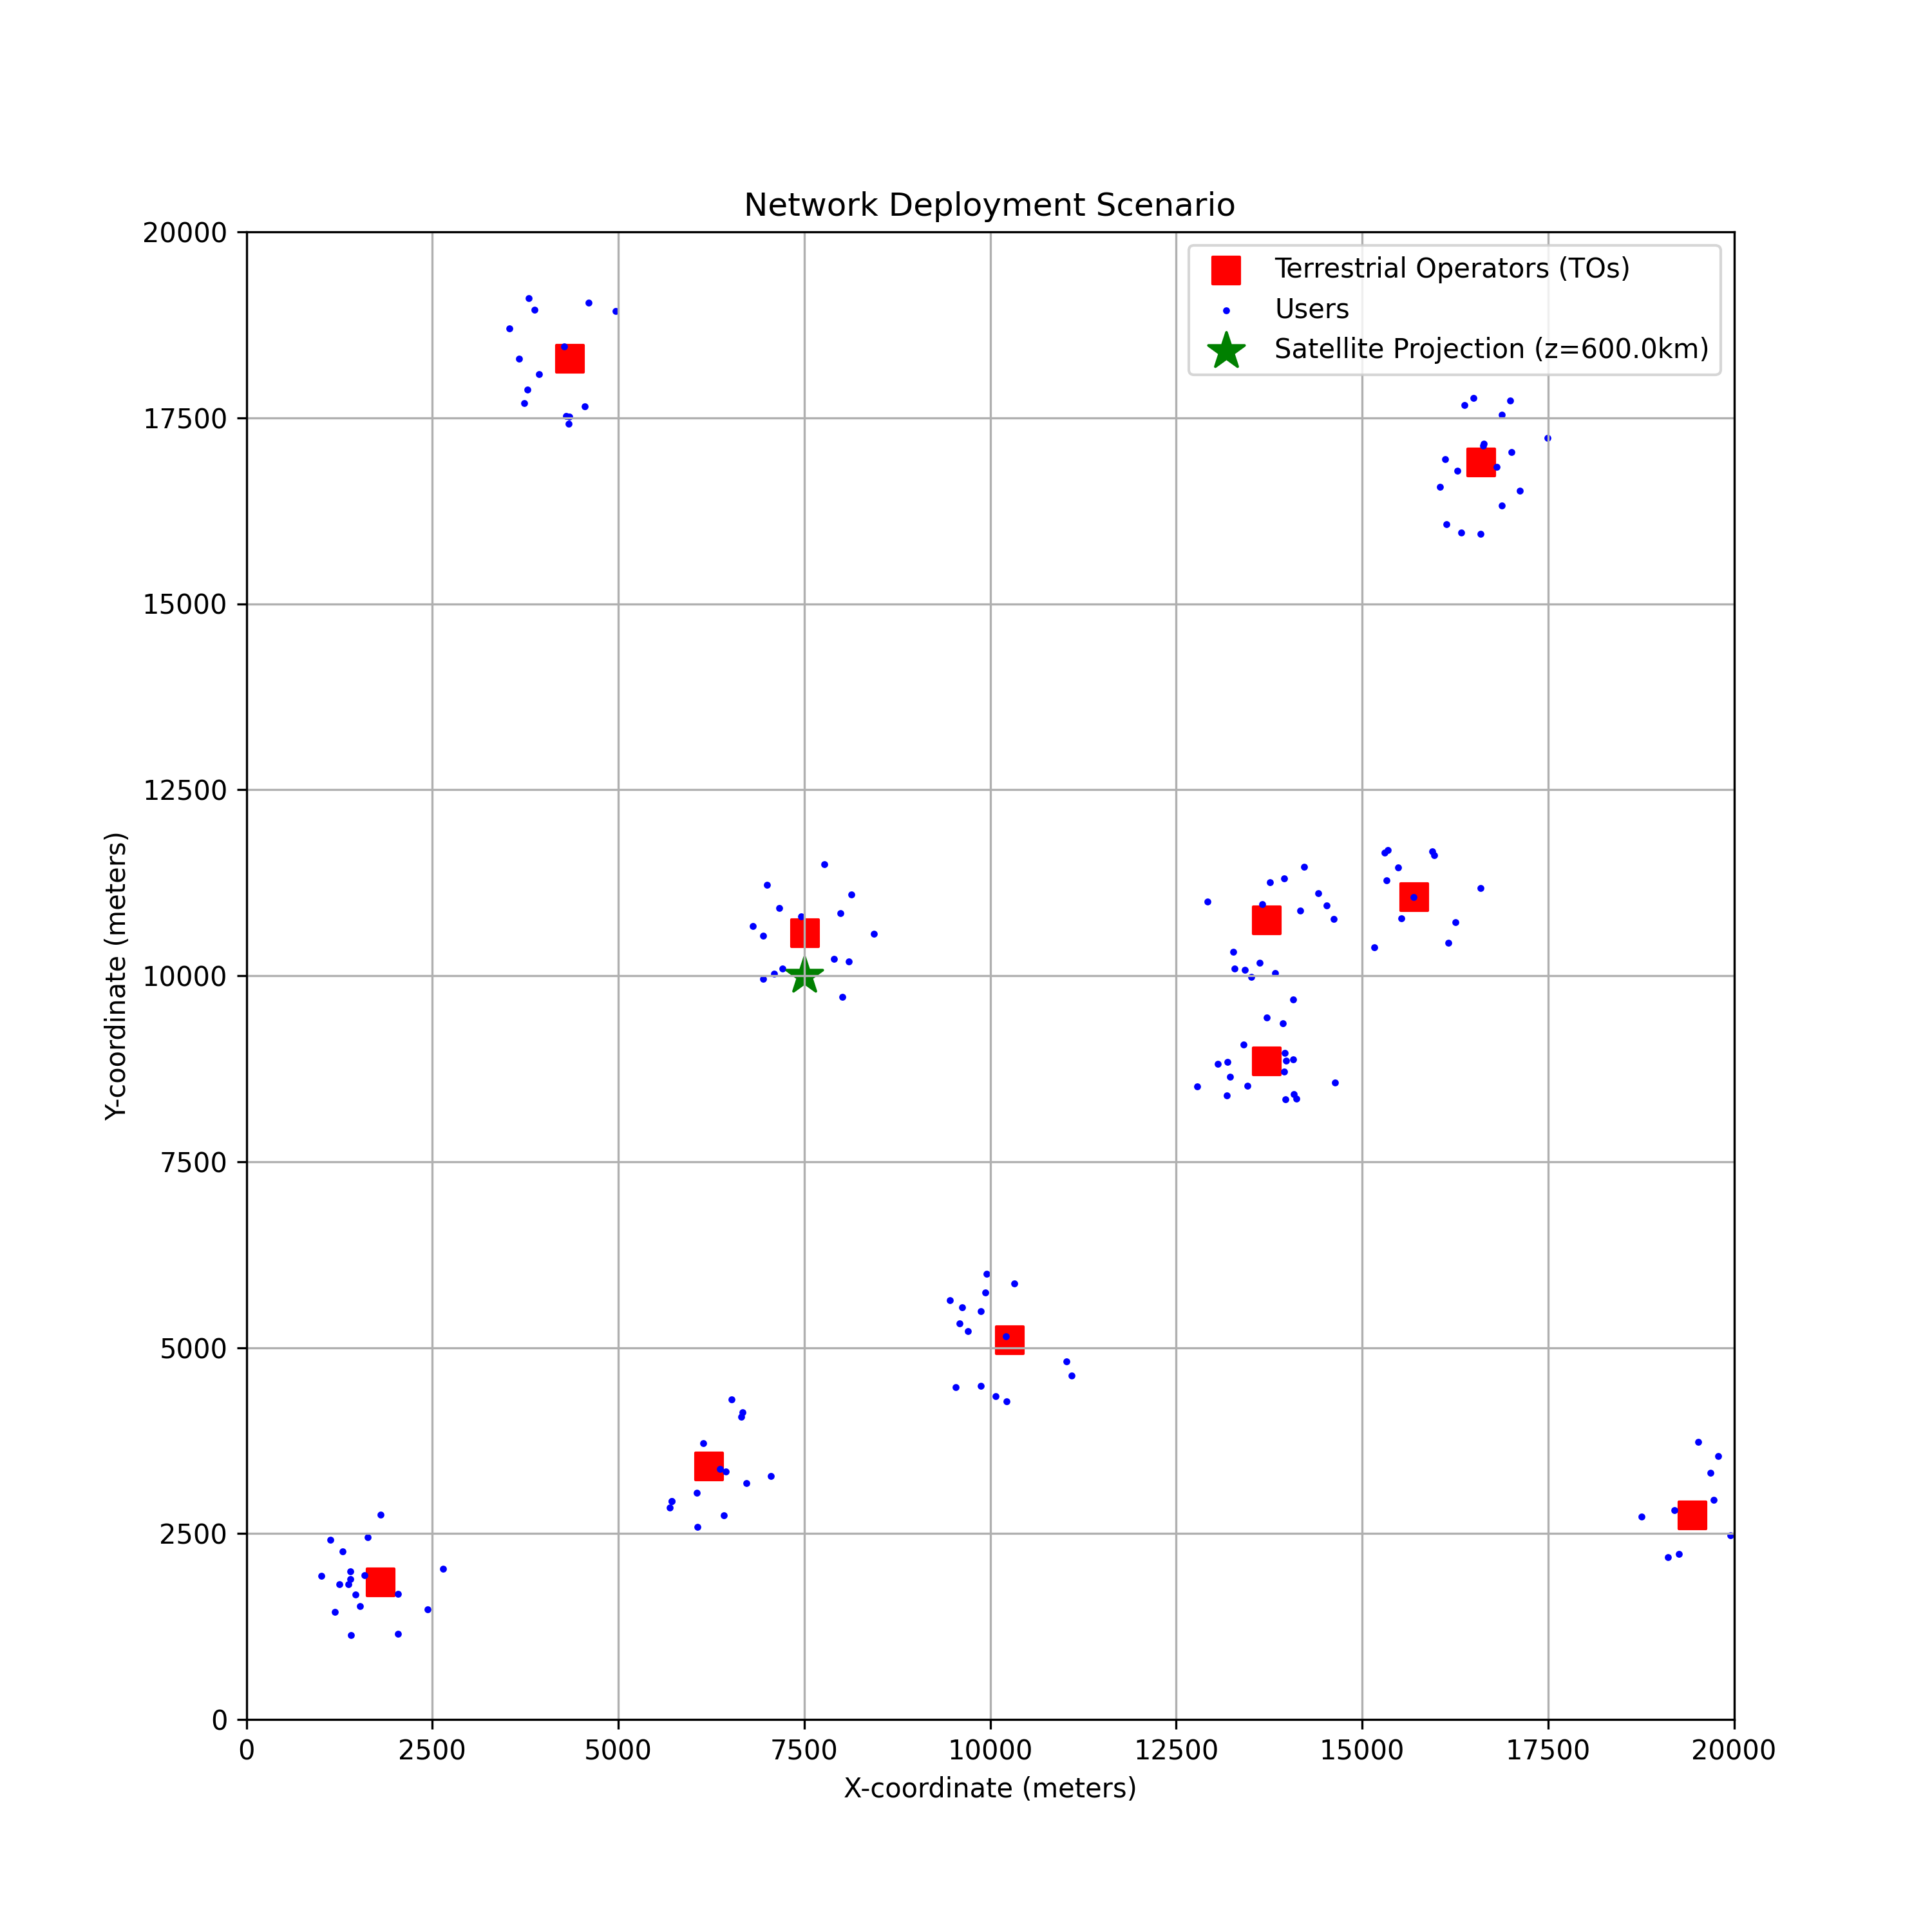 Network Deployment Scenario
Terrestrial Operators (TOs)
Users
Satellite Projection (z=600.0km)
Y-coordinate (meters)
20000
17500
15000
12500
10000
7500
5000
2500
0
0 2500 5000 7500 10000 12500 15000 17500 20000
X-coordinate (meters)